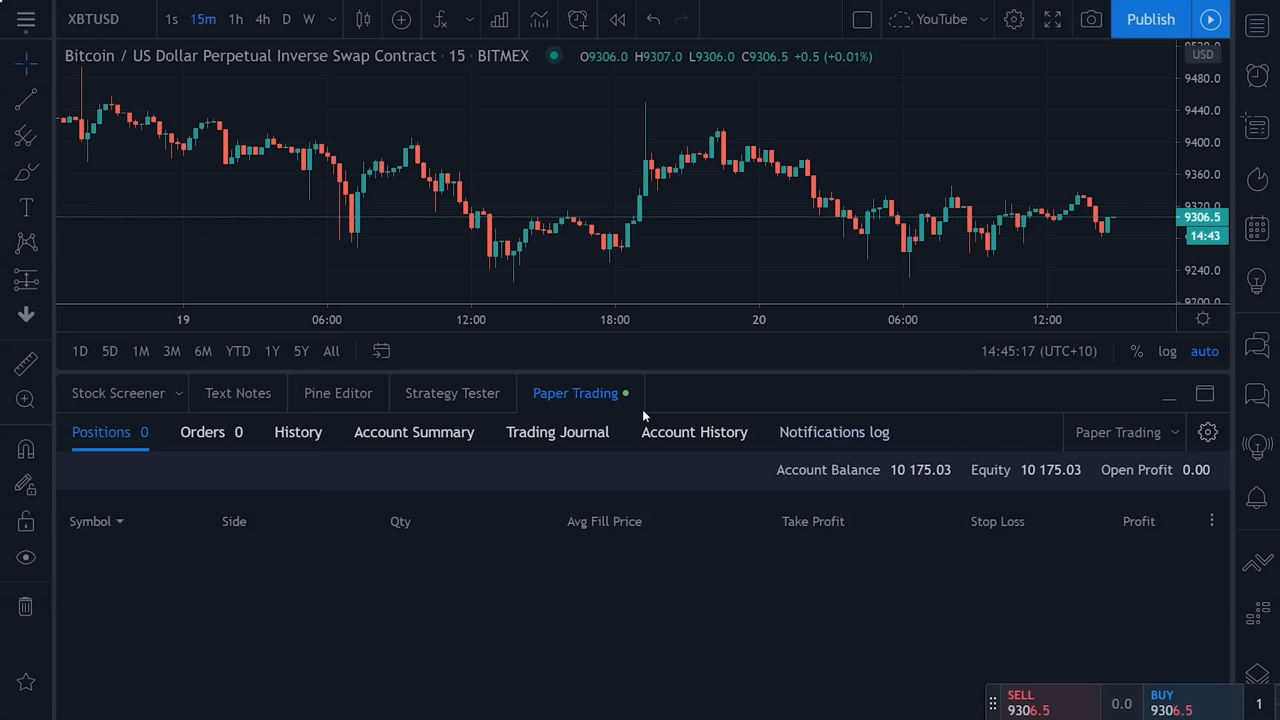 XBTUSD 1s 15m 1h 4h D W YouTube Publish
Bitcoin / US Dollar Perpetual Inverse Swap Contract · 15 · BITMEX O9306.0 H9307.0 L9306.0 C9306.5 +0.5 (+0.01%)
USD
9480.0
9440.0
9400.0
9360.0
9320.0
9306.5
14:43
9240.0
9200.0
19 06:00 12:00 18:00 20 06:00 12:00
1D 5D 1M 3M 6M YTD 1Y 5Y All 14:45:17 (UTC+10) % log auto
Stock Screener Text Notes Pine Editor Strategy Tester Paper Trading
Positions 0 Orders 0 History Account Summary Trading Journal Account History Notifications log Paper Trading
Account Balance 10 175.03 Equity 10 175.03 Open Profit 0.00
Symbol Side Qty Avg Fill Price Take Profit Stop Loss Profit
SELL BUY
9306.5 0.0 9306.5 1